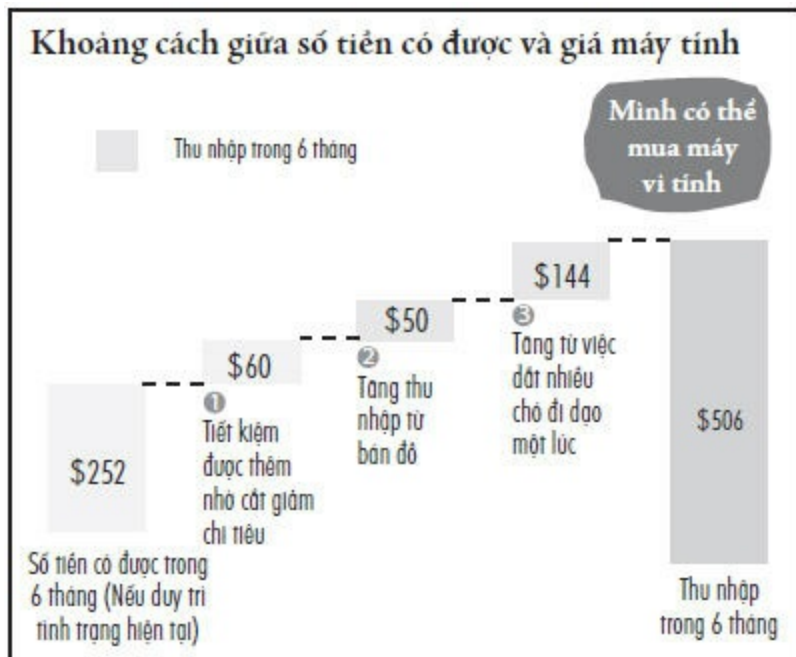 Khoảng cách giữa số tiền có được và giá máy tính
Thu nhập trong 6 tháng
Mình có thể
mua máy
vi tính
$252
Số tiền có được trong
6 tháng (Nếu duy trì
tình trạng hiện tại)
$60
1
Tiết kiệm
được thêm
nhờ cắt giảm
chi tiêu
$50
2
Tăng thu
nhập từ
bán đồ
$144
3
Tăng từ việc
dắt nhiều
chó đi dạo
một lúc
$506
Thu nhập
trong 6 tháng